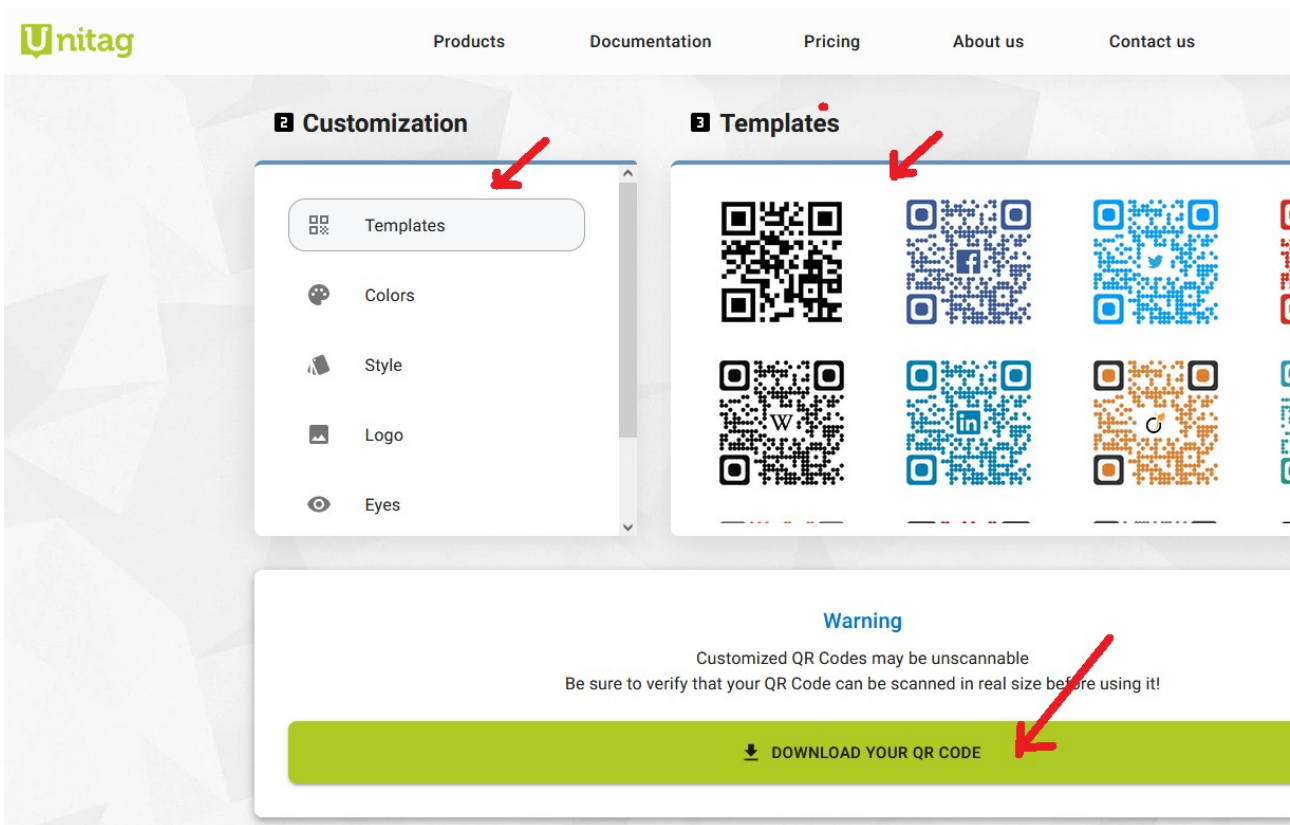 Unitag
Products Documentation Pricing About us Contact us
2 Customization
Templates
Colors
Style
Logo
Eyes
3 Templates
f
W
in
Warning
Customized QR Codes may be unscannable
Be sure to verify that your QR Code can be scanned in real size before using it!
DOWNLOAD YOUR QR CODE